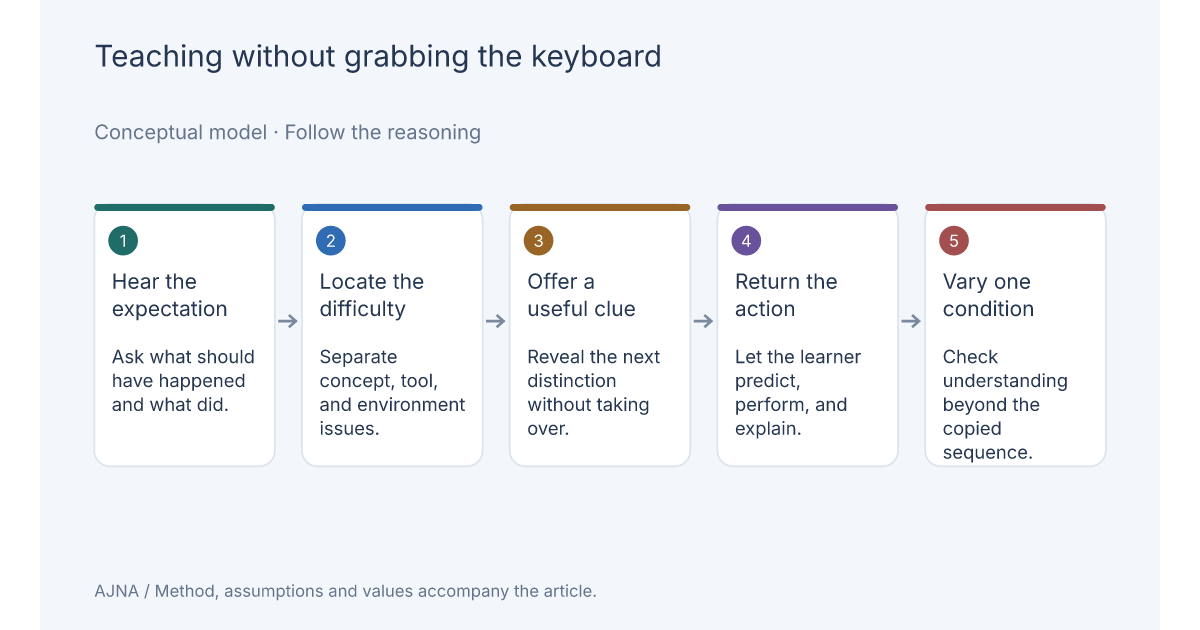 Teaching without grabbing the keyboard
Conceptual model · Follow the reasoning
1
Hear the
expectation
Ask what should
have happened
and what did.
2
Locate the
difficulty
Separate
concept, tool,
and environment
issues.
3
Offer a
useful clue
Reveal the next
distinction
without taking
over.
4
Return the
action
Let the learner
predict,
perform, and
explain.
5
Vary one
condition
Check
understanding
beyond the
copied
sequence.
AJNA / Method, assumptions and values accompany the article.